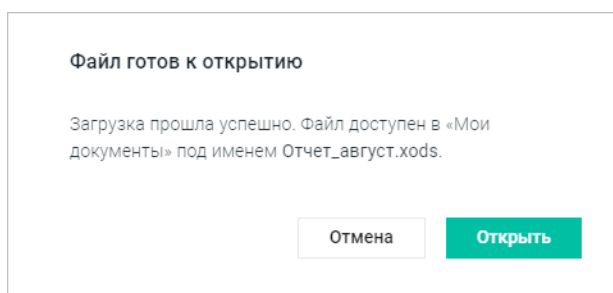 Файл готов к открытию
Загрузка прошла успешно. Файл доступен в «Мои
документы» под именем Отчет_август.xods.
Отмена
Открыть